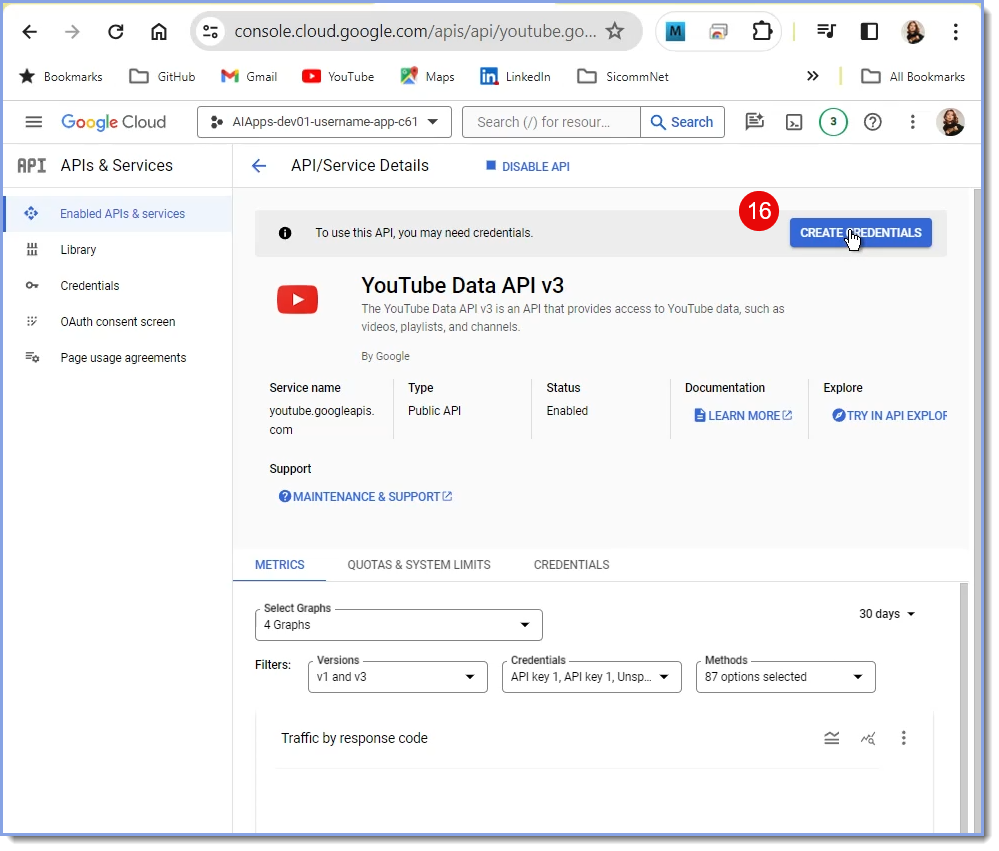 console.cloud.google.com/apis/api/youtube.go...
M
Bookmarks GitHub Gmail YouTube Maps LinkedIn SicommNet » All Bookmarks
Google Cloud AIApps-dev01-username-app-c61 Search (/) for resour... Search 3
API APIs & Services API/Service Details DISABLE API
Enabled APIs & services
Library
Credentials
OAuth consent screen
Page usage agreements
16
To use this API, you may need credentials. CREATE CREDENTIALS
YouTube Data API v3
The YouTube Data API v3 is an API that provides access to YouTube data, such as
videos, playlists, and channels.
By Google
Service name Type Status Documentation Explore
youtube.googleapis. Public API Enabled LEARN MORE TRY IN API EXPLOR
com
Support
MAINTENANCE & SUPPORT
METRICS QUOTAS & SYSTEM LIMITS CREDENTIALS
Select Graphs
4 Graphs 30 days
Filters: Versions Credentials Methods
v1 and v3 API key 1, API key 1, Unsp... 87 options selected
Traffic by response code